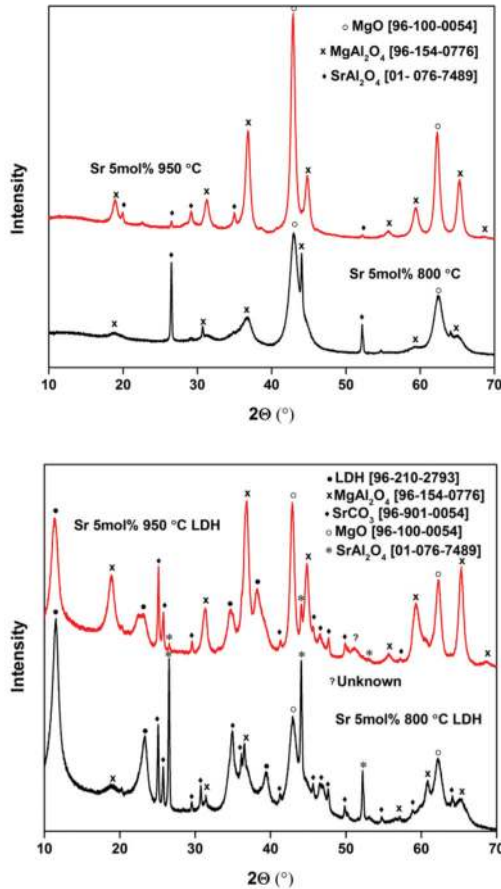 ○ MgO [96-100-0054]
x MgAl₂O₄ [96-154-0776]
♦ SrAl₂O₄ [01- 076-7489]
Sr 5mol% 950 °C
Sr 5mol% 800 °C
Intensity
10 20 30 40 50 60 70
2Θ (°)
● LDH [96-210-2793]
x MgAl₂O₄ [96-154-0776]
♦ SrCO₃ [96-901-0054]
○ MgO [96-100-0054]
* SrAl₂O₄ [01-076-7489]
Sr 5mol% 950 °C LDH
?
? Unknown
Sr 5mol% 800 °C LDH
Intensity
10 20 30 40 50 60 70
2Θ (°)